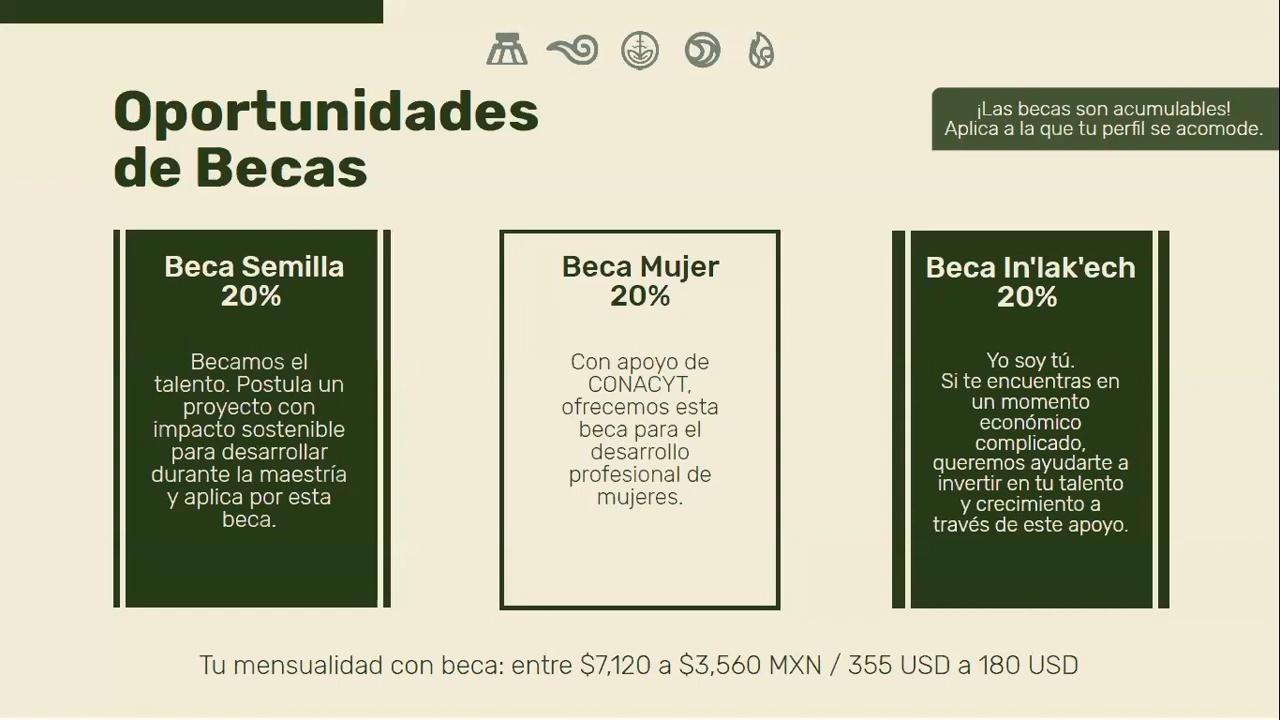 Oportunidades
de Becas
¡Las becas son acumulables!
Aplica a la que tu perfil se acomode.
Beca Semilla
20%
Becamos el
talento. Postula un
proyecto con
impacto sostenible
para desarrollar
durante la maestría
y aplica por esta
beca.
Beca Mujer
20%
Con apoyo de
CONACYT,
ofrecemos esta
beca para el
desarrollo
profesional de
mujeres.
Beca In'lak'ech
20%
Yo soy tú.
Si te encuentras en
un momento
económico
complicado,
queremos ayudarte a
invertir en tu talento
y crecimiento a
través de este apoyo.
Tu mensualidad con beca: entre $7,120 a $3,560 MXN / 355 USD a 180 USD